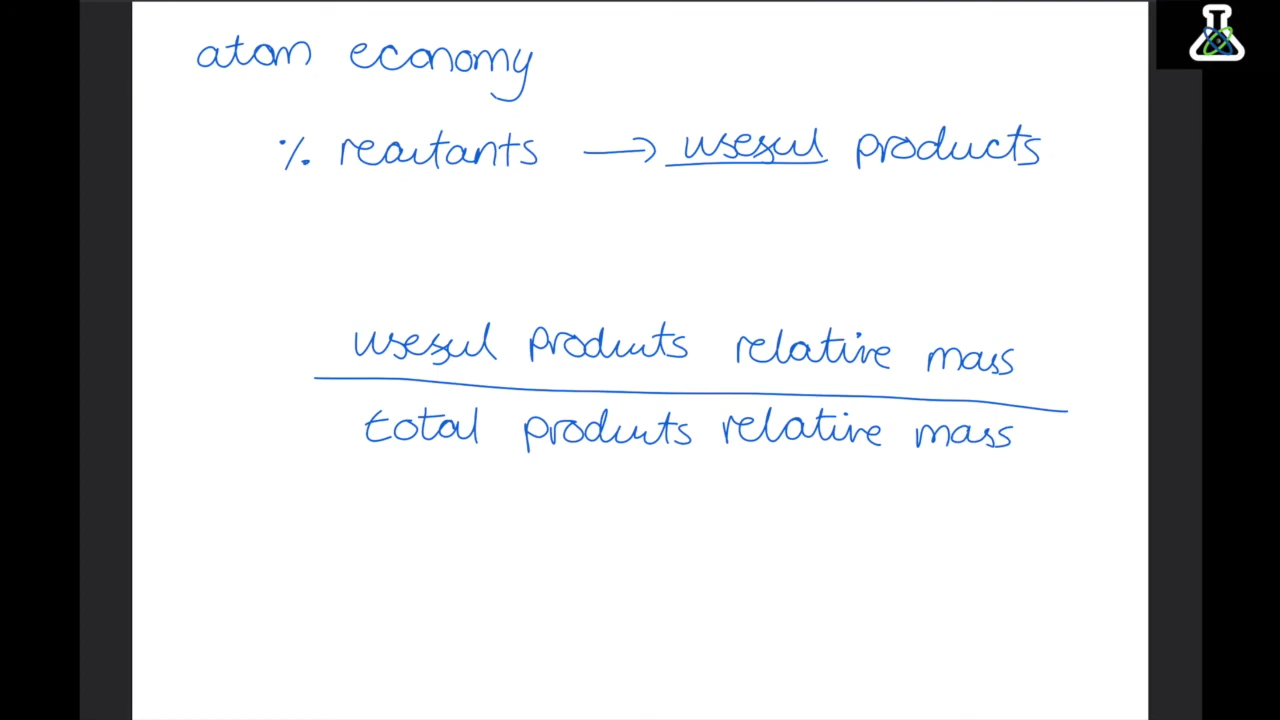 atom economy
% reactants → useful products
useful products relative mass
total products relative mass